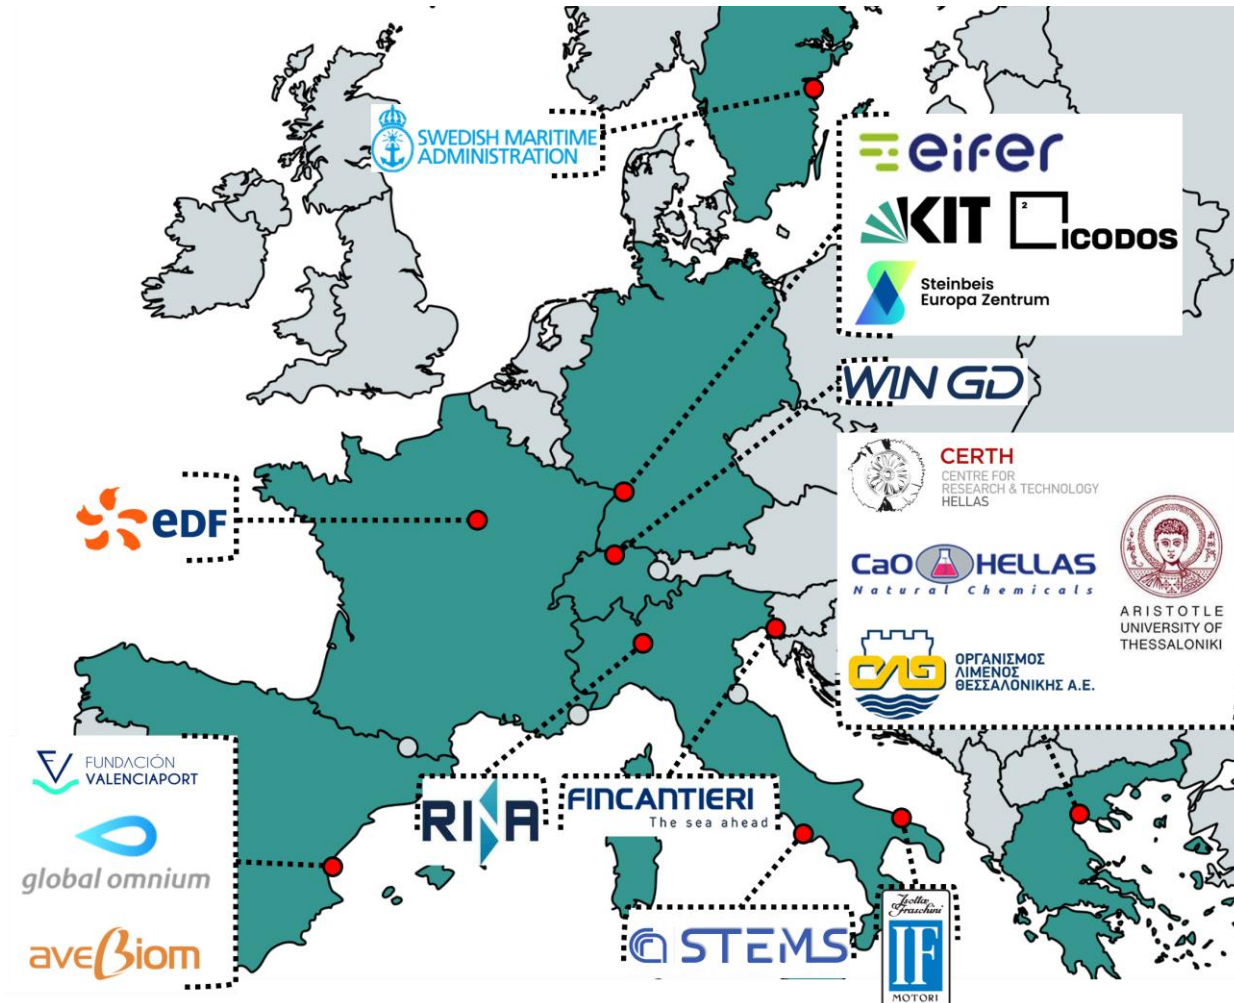 SWEDISH MARITIME
ADMINISTRATION
eifer
KIT
2
ICODOS
Steinbeis
Europa Zentrum
WIN GD
eDF
CERTH
CENTRE FOR
RESEARCH & TECHNOLOGY
HELLAS
CaO HELLAS
Natural Chemicals
ARISTOTLE
UNIVERSITY OF
THESSALONIKI
ΟΛΘ
ΟΡΓΑΝΙΣΜΟΣ
ΛΙΜΕΝΟΣ
ΘΕΣΣΑΛΟΝΙΚΗΣ Α.Ε.
FUNDACIÓN
VALENCIAPORT
global omnium
aveBiom
RINA
FINCANTIERI
The sea ahead
STEMS
Isotta
Fraschini
IF
MOTORI